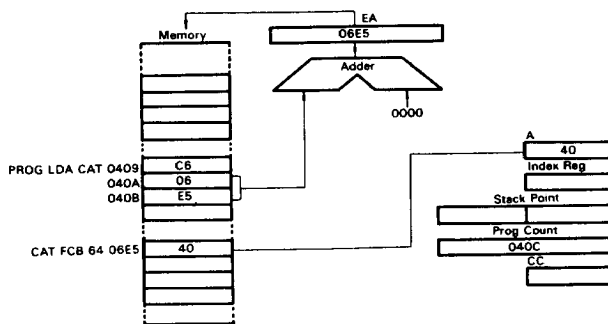 EA
Memory
06E5
Adder
0000
A
PROG LDA CAT 0409 C6
40
040A 06
Index Reg
040B E5
Stack Point
Prog Count
CAT FCB 64 06E5 40
040C
CC